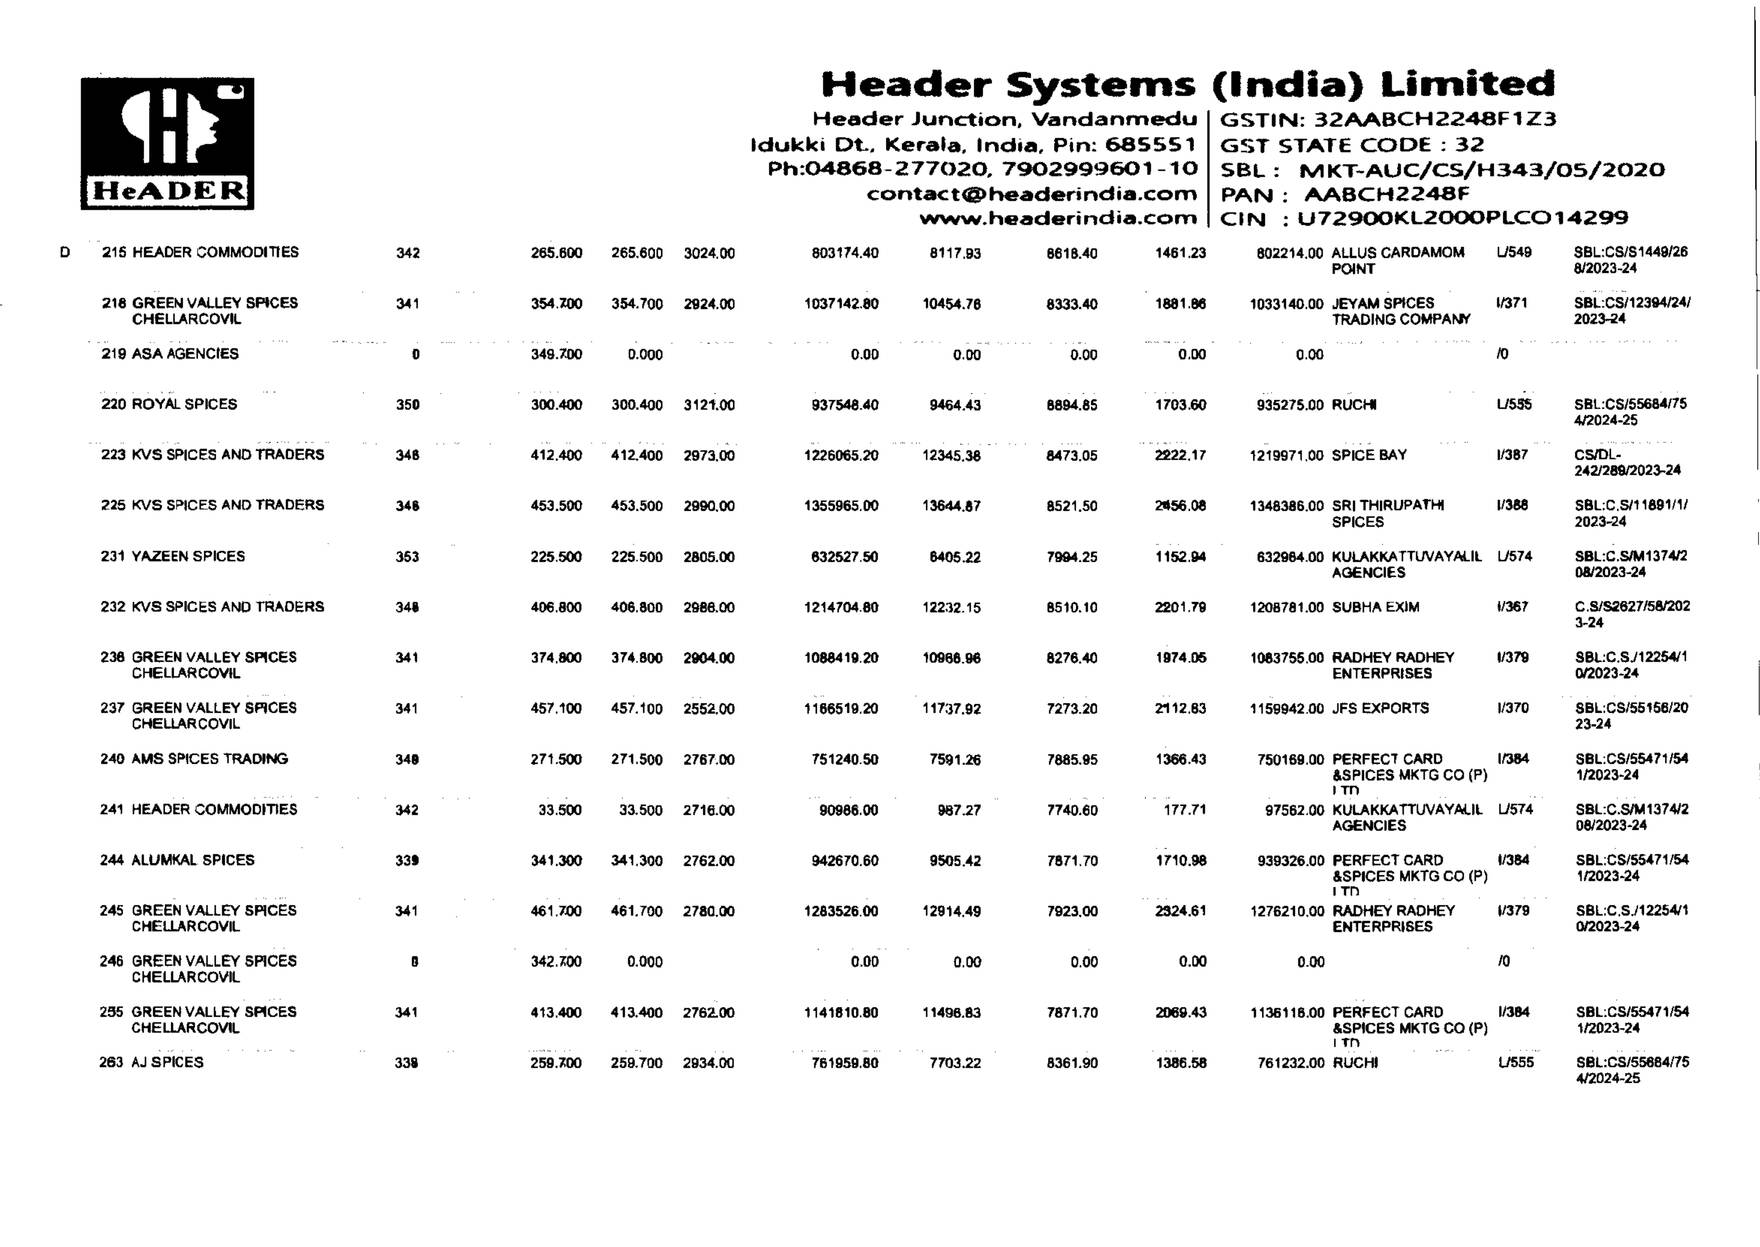 HeADER
Header Systems (India) Limited
Header Junction, Vandanmedu
Idukki Dt., Kerala, India, Pin: 685551
Ph:04868-277020, 7902999601-10
contact@headerindia.com
www.headerindia.com
GSTIN: 32AABCH2248F1Z3
GST STATE CODE : 32
SBL : MKT-AUC/CS/H343/05/2020
PAN : AABCH2248F
CIN : U72900KL2000PLCO14299
D 215 HEADER COMMODITIES 342 265.600 265.600 3024.00 803174.40 8117.93 8618.40 1461.23 802214.00 ALLUS CARDAMOM L/549 SBL:CS/S1449/26
POINT 8/2023-24
218 GREEN VALLEY SPICES 341 354.700 354.700 2924.00 1037142.80 10454.76 8333.40 1881.86 1033140.00 JEYAM SPICES I/371 SBL:CS/12394/24/
CHELLARCOVIL TRADING COMPANY 2023-24
219 ASA AGENCIES 0 349.700 0.000 0.00 0.00 0.00 0.00 0.00 /0
220 ROYAL SPICES 350 300.400 300.400 3121.00 937548.40 9464.43 8894.85 1703.60 935275.00 RUCHI L/555 SBL:CS/55684/75
4/2024-25
223 KVS SPICES AND TRADERS 346 412.400 412.400 2973.00 1226065.20 12345.38 8473.05 2222.17 1219971.00 SPICE BAY I/387 CS/DL-
242/289/2023-24
225 KVS SPICES AND TRADERS 346 453.500 453.500 2990.00 1355965.00 13644.87 8521.50 2456.08 1348386.00 SRI THIRUPATHI I/388 SBL:C.S/11891/1/
SPICES 2023-24
231 YAZEEN SPICES 353 225.500 225.500 2805.00 632527.50 6405.22 7994.25 1152.94 632984.00 KULAKKATTUVAYALIL L/574 SBL:C.S/M1374/2
AGENCIES 08/2023-24
232 KVS SPICES AND TRADERS 346 406.800 406.800 2986.00 1214704.80 12232.15 8510.10 2201.79 1208781.00 SUBHA EXIM I/367 C.S/S2627/58/202
3-24
236 GREEN VALLEY SPICES 341 374.800 374.800 2904.00 1088419.20 10966.96 8276.40 1974.05 1083755.00 RADHEY RADHEY I/379 SBL:C.S./12254/1
CHELLARCOVIL ENTERPRISES 0/2023-24
237 GREEN VALLEY SPICES 341 457.100 457.100 2552.00 1166519.20 11737.92 7273.20 2112.83 1159942.00 JFS EXPORTS I/370 SBL:CS/55156/20
CHELLARCOVIL 23-24
240 AMS SPICES TRADING 271.500 271.500 2767.00 751240.50 7591.26 7885.95 1366.43 750169.00 PERFECT CARD I/384 SBL:CS/55471/54
&SPICES MKTG CO (P) 1/2023-24
LTD
241 HEADER COMMODITIES 342 33.500 33.500 2716.00 90986.00 987.27 7740.60 177.71 97562.00 KULAKKATTUVAYALIL L/574 SBL:C.S/M1374/2
AGENCIES 08/2023-24
244 ALUMKAL SPICES 339 341.300 341.300 2762.00 942670.60 9505.42 7871.70 1710.98 939326.00 PERFECT CARD I/384 SBL:CS/55471/54
&SPICES MKTG CO (P) 1/2023-24
LTD
245 GREEN VALLEY SPICES 341 461.700 461.700 2780.00 1283526.00 12914.49 7923.00 2324.61 1276210.00 RADHEY RADHEY I/379 SBL:C.S./12254/1
CHELLARCOVIL ENTERPRISES 0/2023-24
246 GREEN VALLEY SPICES 0 342.700 0.000 0.00 0.00 0.00 0.00 0.00 /0
CHELLARCOVIL
255 GREEN VALLEY SPICES 341 413.400 413.400 2762.00 1141810.80 11496.83 7871.70 2069.43 1136118.00 PERFECT CARD I/384 SBL:CS/55471/54
CHELLARCOVIL &SPICES MKTG CO (P) 1/2023-24
LTD
263 AJ SPICES 338 259.700 259.700 2934.00 761959.80 7703.22 8361.90 1386.58 761232.00 RUCHI L/555 SBL:CS/55684/75
4/2024-25